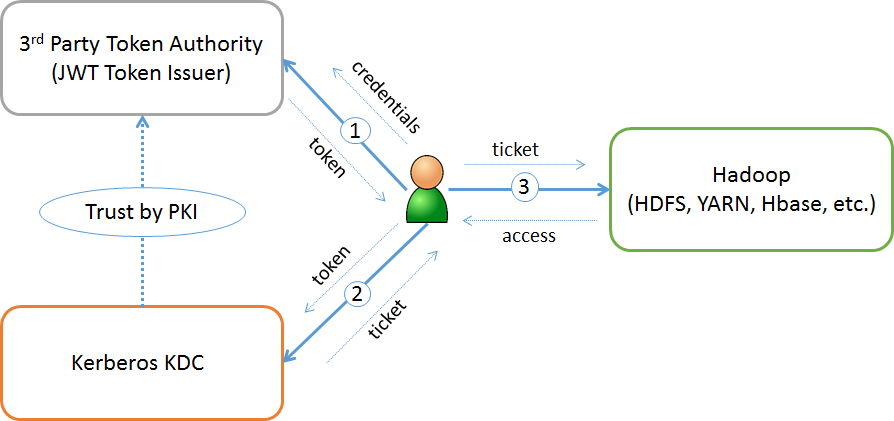 3rd Party Token Authority
(JWT Token Issuer)
credentials
1
token
ticket
3
Hadoop
(HDFS, YARN, Hbase, etc.)
access
Trust by PKI
token
2
ticket
Kerberos KDC